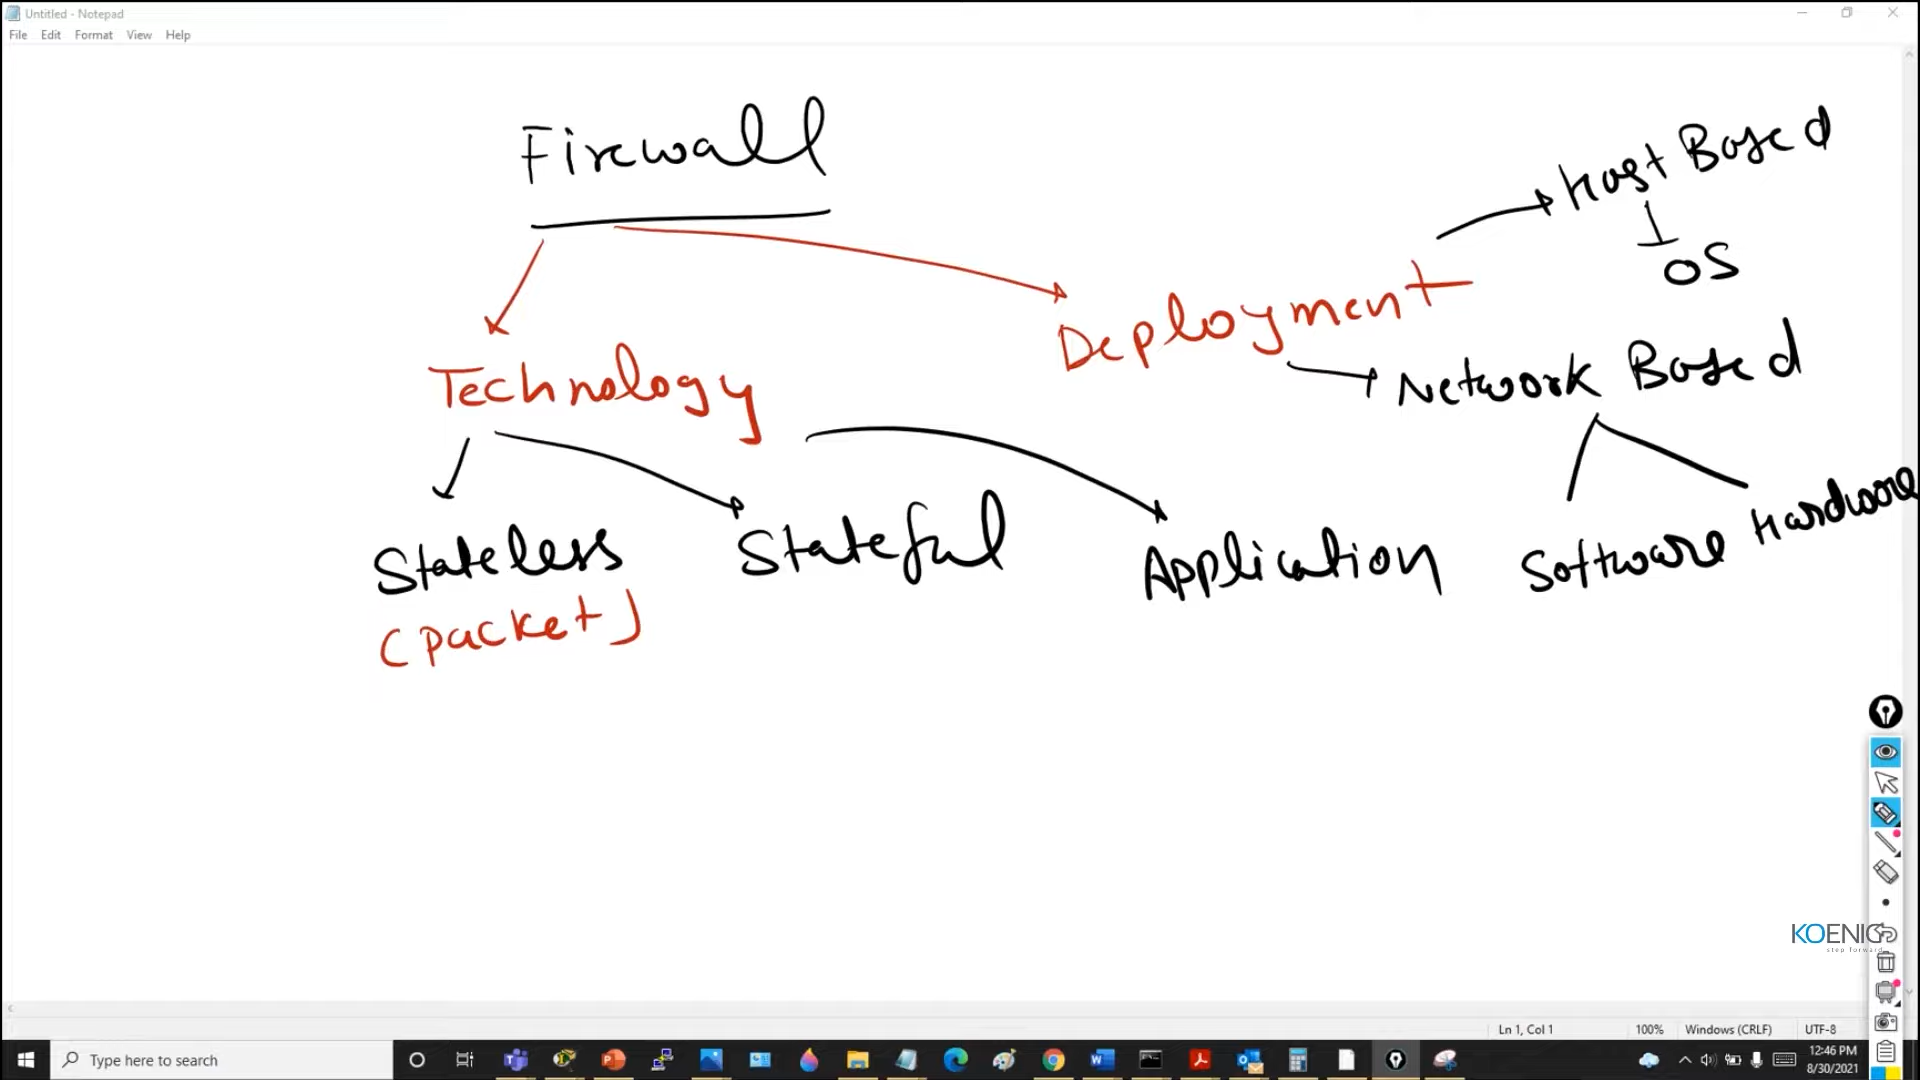 Untitled - Notepad
File Edit Format View Help
Firewall
Host Based
OS
Deployment
Network Based
Technology
Stateless
Stateful
Application
Software
Hardware
(packet)
KOENIG
step forward
Ln 1, Col 1
100%
Windows (CRLF)
UTF-8
Type here to search
12:46 PM
8/30/2021